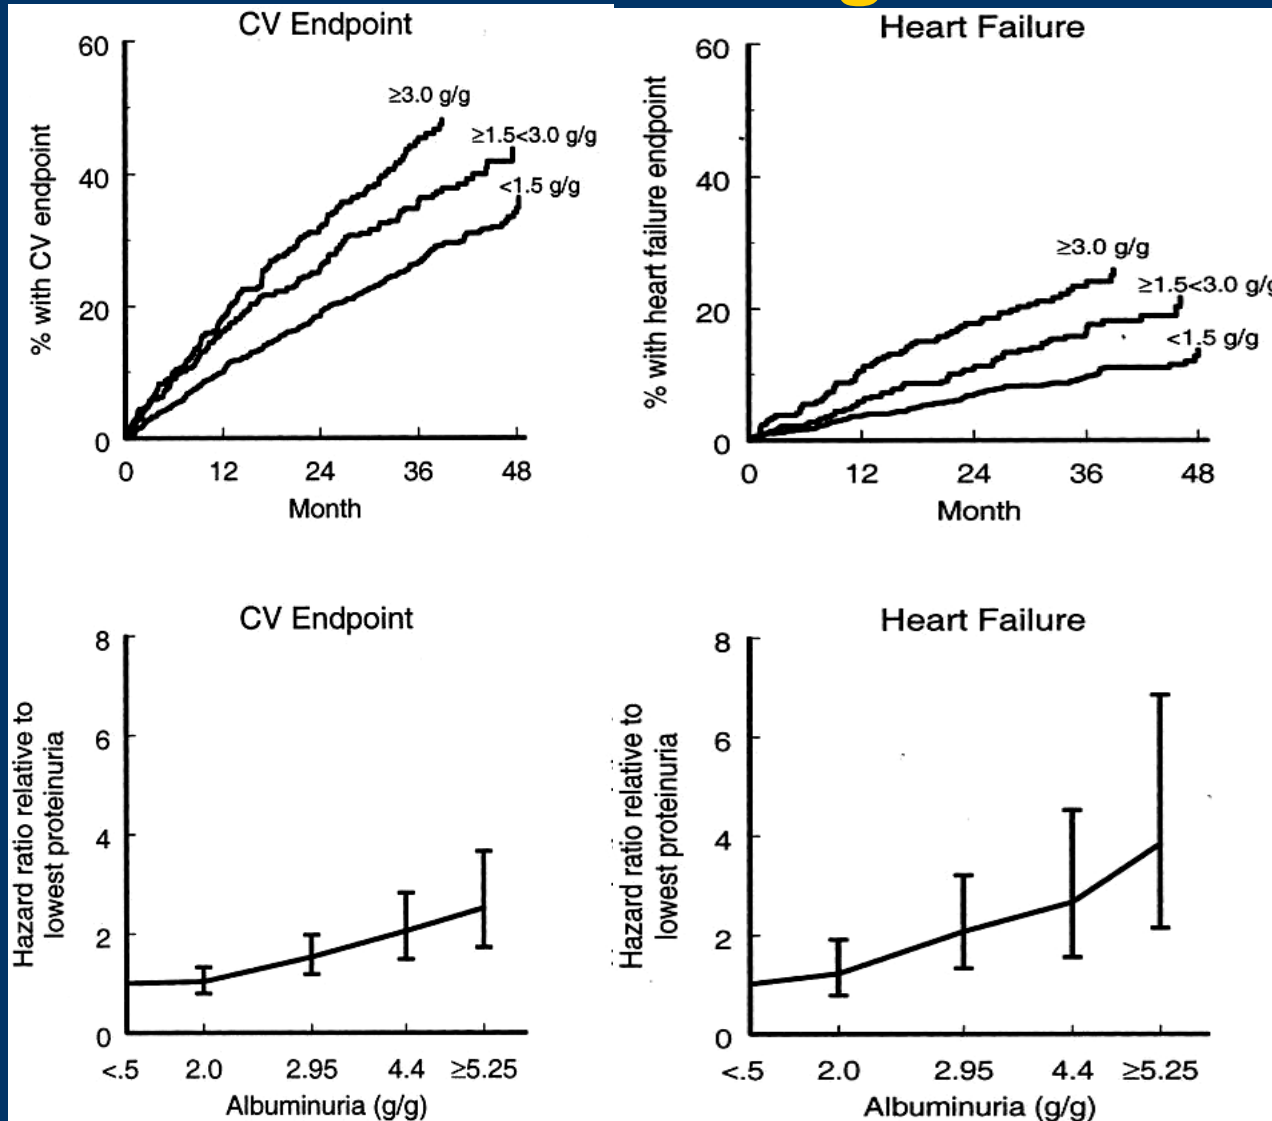 CV Endpoint
% with CV endpoint
60
40
20
0
≥3.0 g/g
≥1.5<3.0 g/g
<1.5 g/g
0 12 24 36 48
Month
Heart Failure
% with heart failure endpoint
60
40
20
0
≥3.0 g/g
≥1.5<3.0 g/g
<1.5 g/g
0 12 24 36 48
Month
CV Endpoint
Hazard ratio relative to
lowest proteinuria
8
6
4
2
0
<.5 2.0 2.95 4.4 ≥5.25
Albuminuria (g/g)
Heart Failure
Hazard ratio relative to
lowest proteinuria
8
6
4
2
0
<.5 2.0 2.95 4.4 ≥5.25
Albuminuria (g/g)